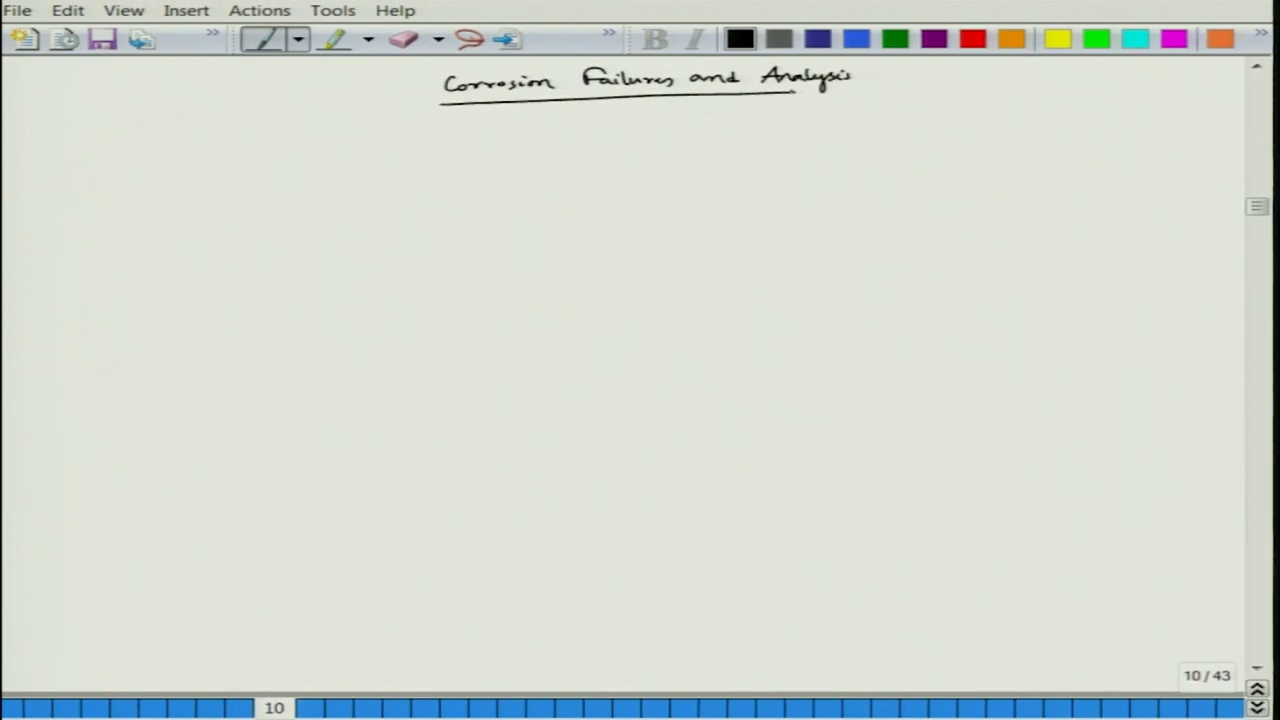 File Edit View Insert Actions Tools Help
B I
Corrosion Failures and Analysis
10 / 43
10